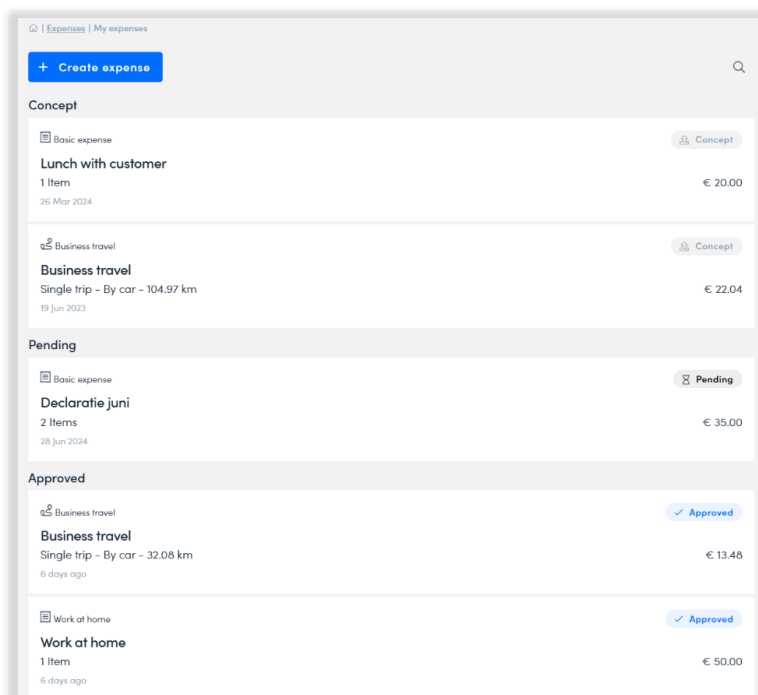 | Expenses | My expenses
+ Create expense
Concept
Basic expense
Concept
Lunch with customer
1 Item
€ 20.00
26 Mar 2024
Business travel
Concept
Business travel
Single trip - By car - 104.97 km
€ 22.04
19 Jun 2023
Pending
Basic expense
Pending
Declaratie juni
2 Items
€ 35.00
28 Jun 2024
Approved
Business travel
Approved
Business travel
Single trip - By car - 32.08 km
€ 13.48
6 days ago
Work at home
Approved
Work at home
1 Item
€ 50.00
6 days ago